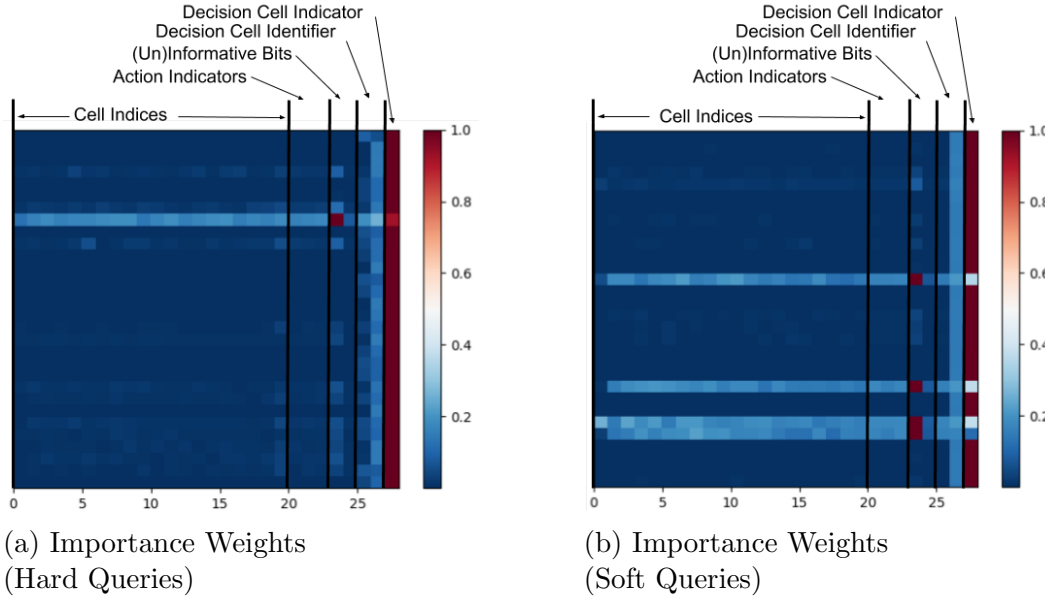 Decision Cell Indicator
Decision Cell Identifier
(Un)Informative Bits
Action Indicators
Cell Indices
1.0
0.8
0.6
0.4
0.2
0 5 10 15 20 25
(a) Importance Weights
(Hard Queries)
Decision Cell Indicator
Decision Cell Identifier
(Un)Informative Bits
Action Indicators
Cell Indices
1.0
0.8
0.6
0.4
0.2
0 5 10 15 20 25
(b) Importance Weights
(Soft Queries)